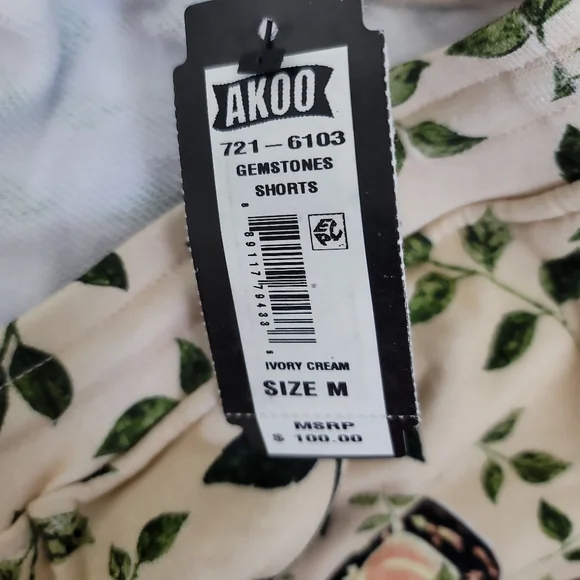 AKOO
721-6103
GEMSTONES
SHORTS
IVORY CREAM
SIZE M
MSRP
$ 100.00